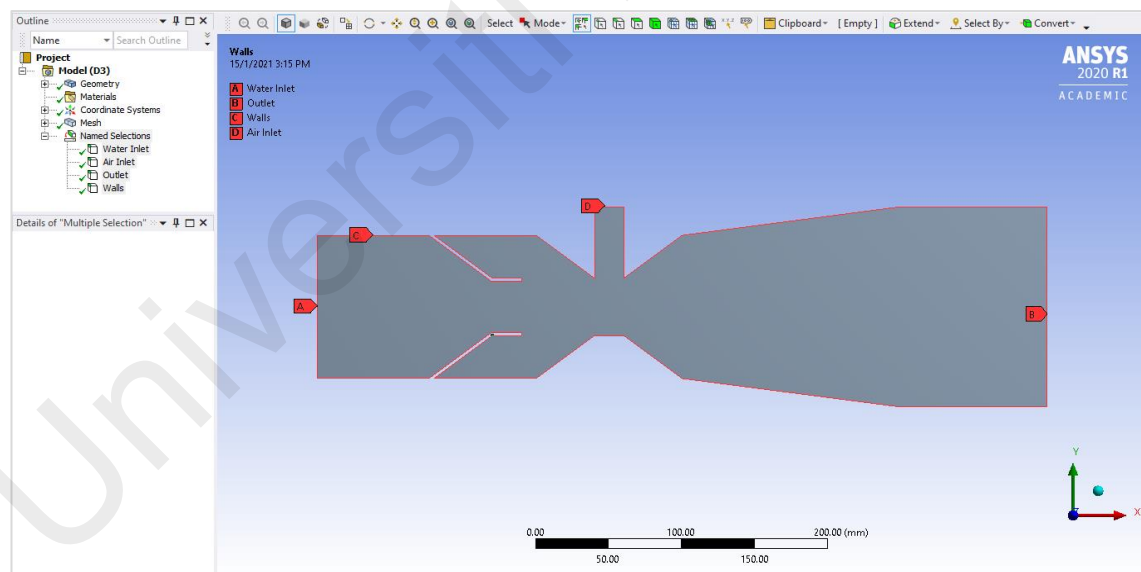 Outline
Name
Search Outline
Project
Model (D3)
Geometry
Materials
Coordinate Systems
Mesh
Named Selections
Water Inlet
Air Inlet
Outlet
Walls
Details of "Multiple Selection"
Select Mode Clipboard [ Empty ] Extend Select By Convert
Walls
15/1/2021 3:15 PM
A Water Inlet
B Outlet
C Walls
D Air Inlet
ANSYS
2020 R1
ACADEMIC
D
C
A
B
Y
X
0.00 100.00 200.00 (mm)
50.00 150.00
Universiti